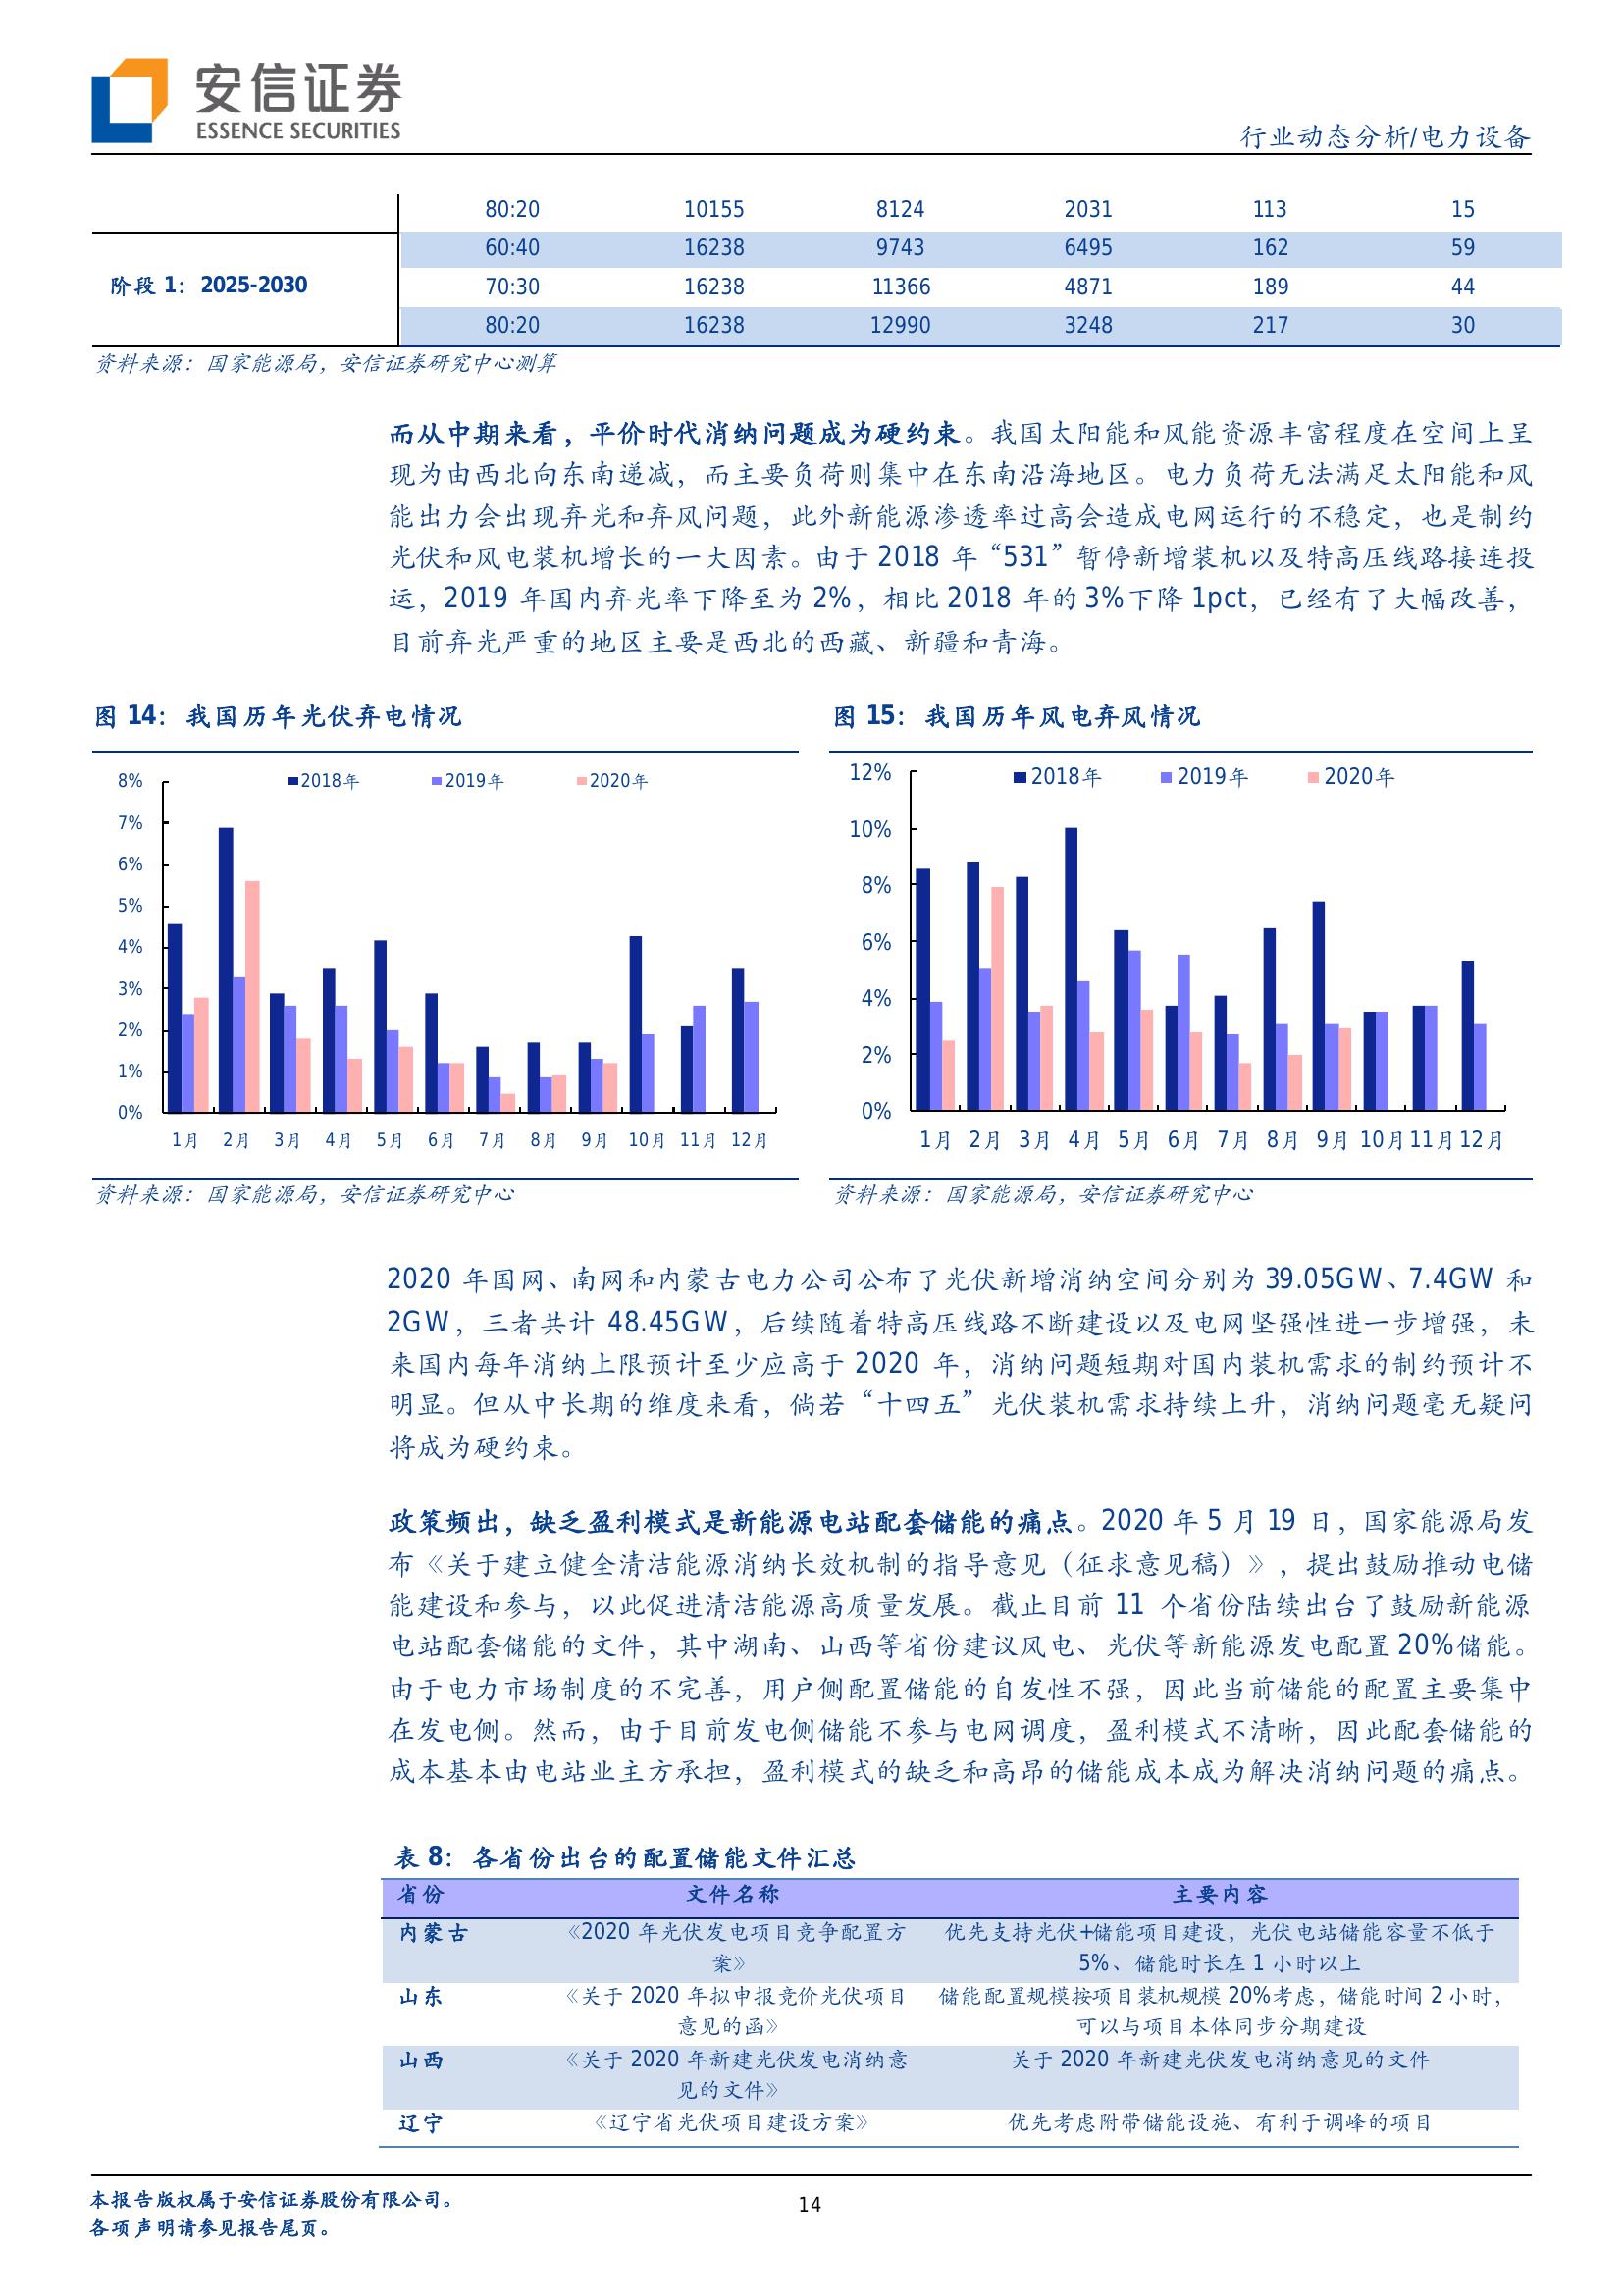 安信证券
ESSENCE SECURITIES
行业动态分析/电力设备
80:20 10155 8124 2031 113 15
60:40 16238 9743 6495 162 59
阶段 1：2025-2030 70:30 16238 11366 4871 189 44
80:20 16238 12990 3248 217 30
资料来源：国家能源局，安信证券研究中心测算
而从中期来看，平价时代消纳问题成为硬约束。我国太阳能和风能资源丰富程度在空间上呈
现为由西北向东南递减，而主要负荷则集中在东南沿海地区。电力负荷无法满足太阳能和风
能出力会出现弃光和弃风问题，此外新能源渗透率过高会造成电网运行的不稳定，也是制约
光伏和风电装机增长的一大因素。由于 2018 年“531”暂停新增装机以及特高压线路接连投
运，2019 年国内弃光率下降至为 2%，相比 2018 年的 3%下降 1pct，已经有了大幅改善，
目前弃光严重的地区主要是西北的西藏、新疆和青海。
图 14：我国历年光伏弃电情况
2018年 2019年 2020年
8%
7%
6%
5%
4%
3%
2%
1%
0%
1月 2月 3月 4月 5月 6月 7月 8月 9月 10月 11月 12月
资料来源：国家能源局，安信证券研究中心
图 15：我国历年风电弃风情况
2018年 2019年 2020年
12%
10%
8%
6%
4%
2%
0%
1月 2月 3月 4月 5月 6月 7月 8月 9月 10月 11月 12月
资料来源：国家能源局，安信证券研究中心
2020 年国网、南网和内蒙古电力公司公布了光伏新增消纳空间分别为 39.05GW、7.4GW 和
2GW，三者共计 48.45GW，后续随着特高压线路不断建设以及电网坚强性进一步增强，未
来国内每年消纳上限预计至少应高于 2020 年，消纳问题短期对国内装机需求的制约预计不
明显。但从中长期的维度来看，倘若“十四五”光伏装机需求持续上升，消纳问题毫无疑问
将成为硬约束。
政策频出，缺乏盈利模式是新能源电站配套储能的痛点。2020 年 5 月 19 日，国家能源局发
布《关于建立健全清洁能源消纳长效机制的指导意见（征求意见稿）》，提出鼓励推动电储
能建设和参与，以此促进清洁能源高质量发展。截止目前 11 个省份陆续出台了鼓励新能源
电站配套储能的文件，其中湖南、山西等省份建议风电、光伏等新能源发电配置 20%储能。
由于电力市场制度的不完善，用户侧配置储能的自发性不强，因此当前储能的配置主要集中
在发电侧。然而，由于目前发电侧储能不参与电网调度，盈利模式不清晰，因此配套储能的
成本基本由电站业主方承担，盈利模式的缺乏和高昂的储能成本成为解决消纳问题的痛点。
表 8：各省份出台的配置储能文件汇总
省份 文件名称 主要内容
内蒙古 《2020 年光伏发电项目竞争配置方 优先支持光伏+储能项目建设，光伏电站储能容量不低于
案》 5%、储能时长在 1 小时以上
山东 《关于 2020 年拟申报竞价光伏项目 储能配置规模按项目装机规模 20%考虑，储能时间 2 小时，
意见的函》 可以与项目本体同步分期建设
山西 《关于 2020 年新建光伏发电消纳意 关于 2020 年新建光伏发电消纳意见的文件
见的文件》
辽宁 《辽宁省光伏项目建设方案》 优先考虑附带储能设施、有利于调峰的项目
本报告版权属于安信证券股份有限公司。
各项声明请参见报告尾页。
14